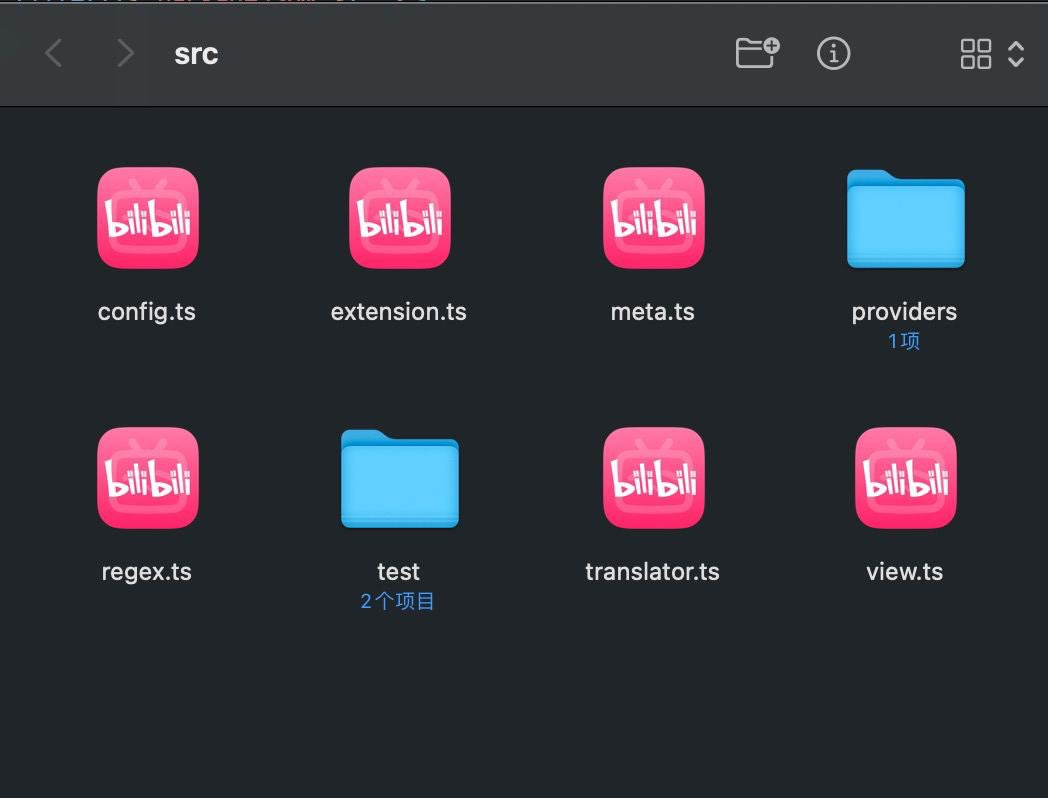 src
bilibili
bilibili
bilibili
config.ts
extension.ts
meta.ts
providers
1项
bilibili
bilibili
bilibili
regex.ts
test
translator.ts
view.ts
2个项目